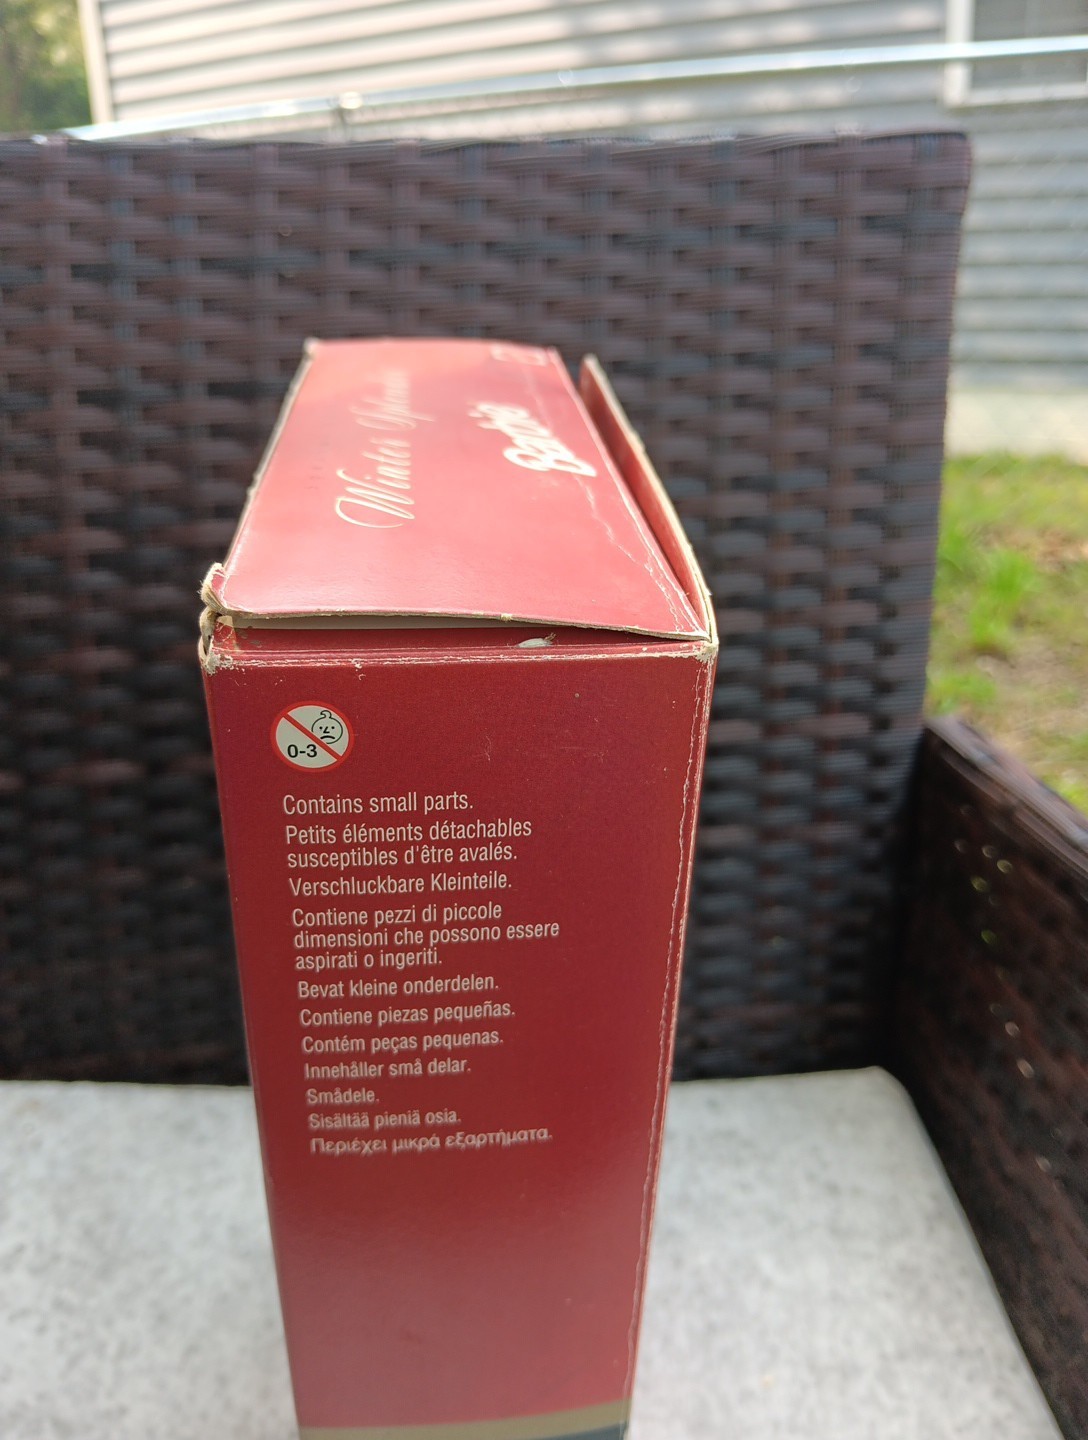 Winter
Barbie
0-3
Contains small parts.
Petits éléments détachables
susceptibles d'être avalés.
Verschluckbare Kleinteile.
Contiene pezzi di piccole
dimensioni che possono essere
aspirati o ingeriti.
Bevat kleine onderdelen.
Contiene piezas pequeñas.
Contém peças pequenas.
Innehåller små delar.
Smådele.
Sisältää pieniä osia.
Περιέχει μικρά εξαρτήματα.